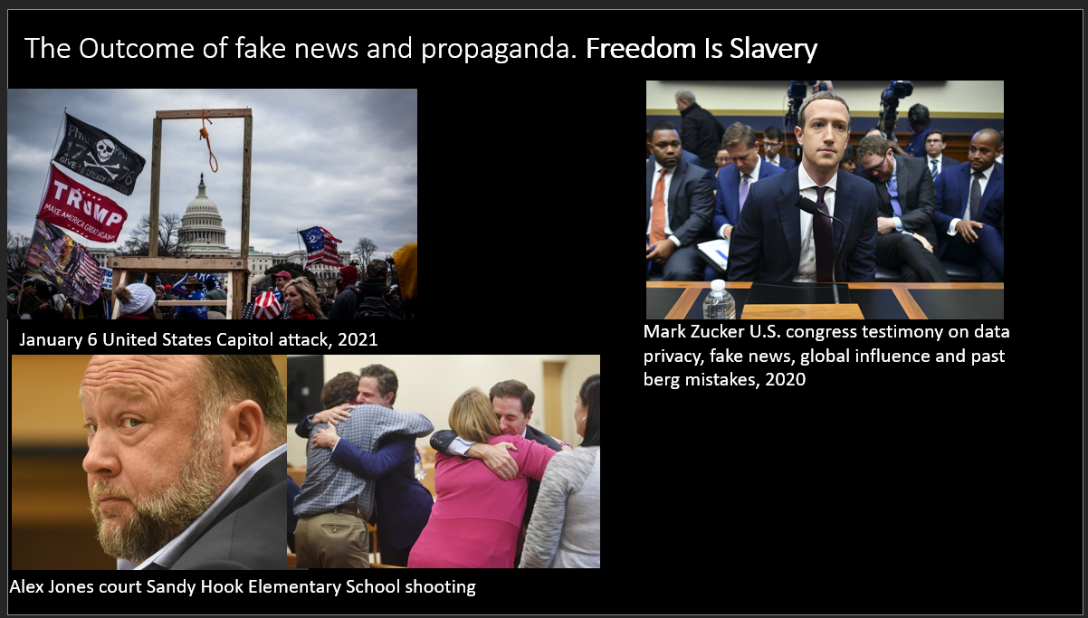 The Outcome of fake news and propaganda. Freedom Is Slavery
GIVE
TRUMP
MAKE AMERICA GREAT AGAIN
January 6 United States Capitol attack, 2021
Mark Zucker U.S. congress testimony on data
privacy, fake news, global influence and past
berg mistakes, 2020
Alex Jones court Sandy Hook Elementary School shooting